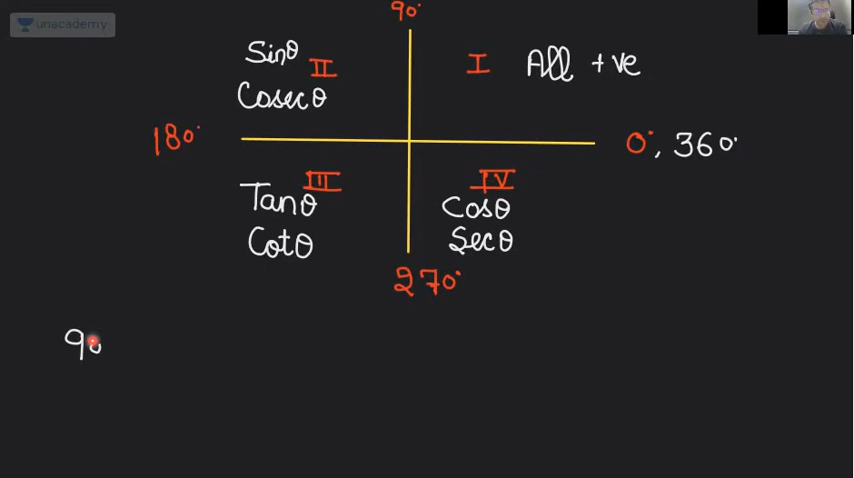 unacademy
90°
Sinθ
II
I
All +ve
Cosecθ
180°
0°, 360°
III
IV
Tanθ
Cosθ
Cotθ
Secθ
270°
90